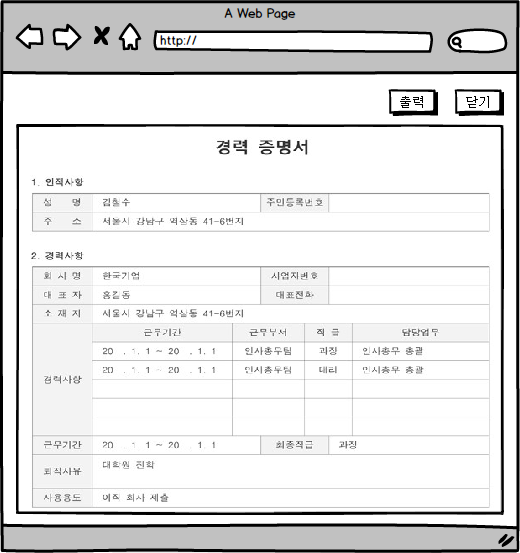 A Web Page
http://
출력 닫기
경력 증명서
1. 인적사항
성 명 김철수 주민등록번호
주 소 서울시 강남구 역삼동 41-6번지
2. 경력사항
회 사 명 한국기업 사업자번호
대 표 자 홍길동 대표전화
소 재 지 서울시 강남구 역삼동 41-6번지
근무기간 근무부서 직 급 담당업무
20 . 1. 1 ~ 20 . 1. 1 인사총무팀 과장 인사총무 총괄
경력사항
20 . 1. 1 ~ 20 . 1. 1 인사총무팀 대리 인사총무 총괄
근무기간 20 . 1. 1 ~ 20 . 1. 1 최종직급 과장
퇴직사유 대학원 진학
사용용도 이직 회사 제출